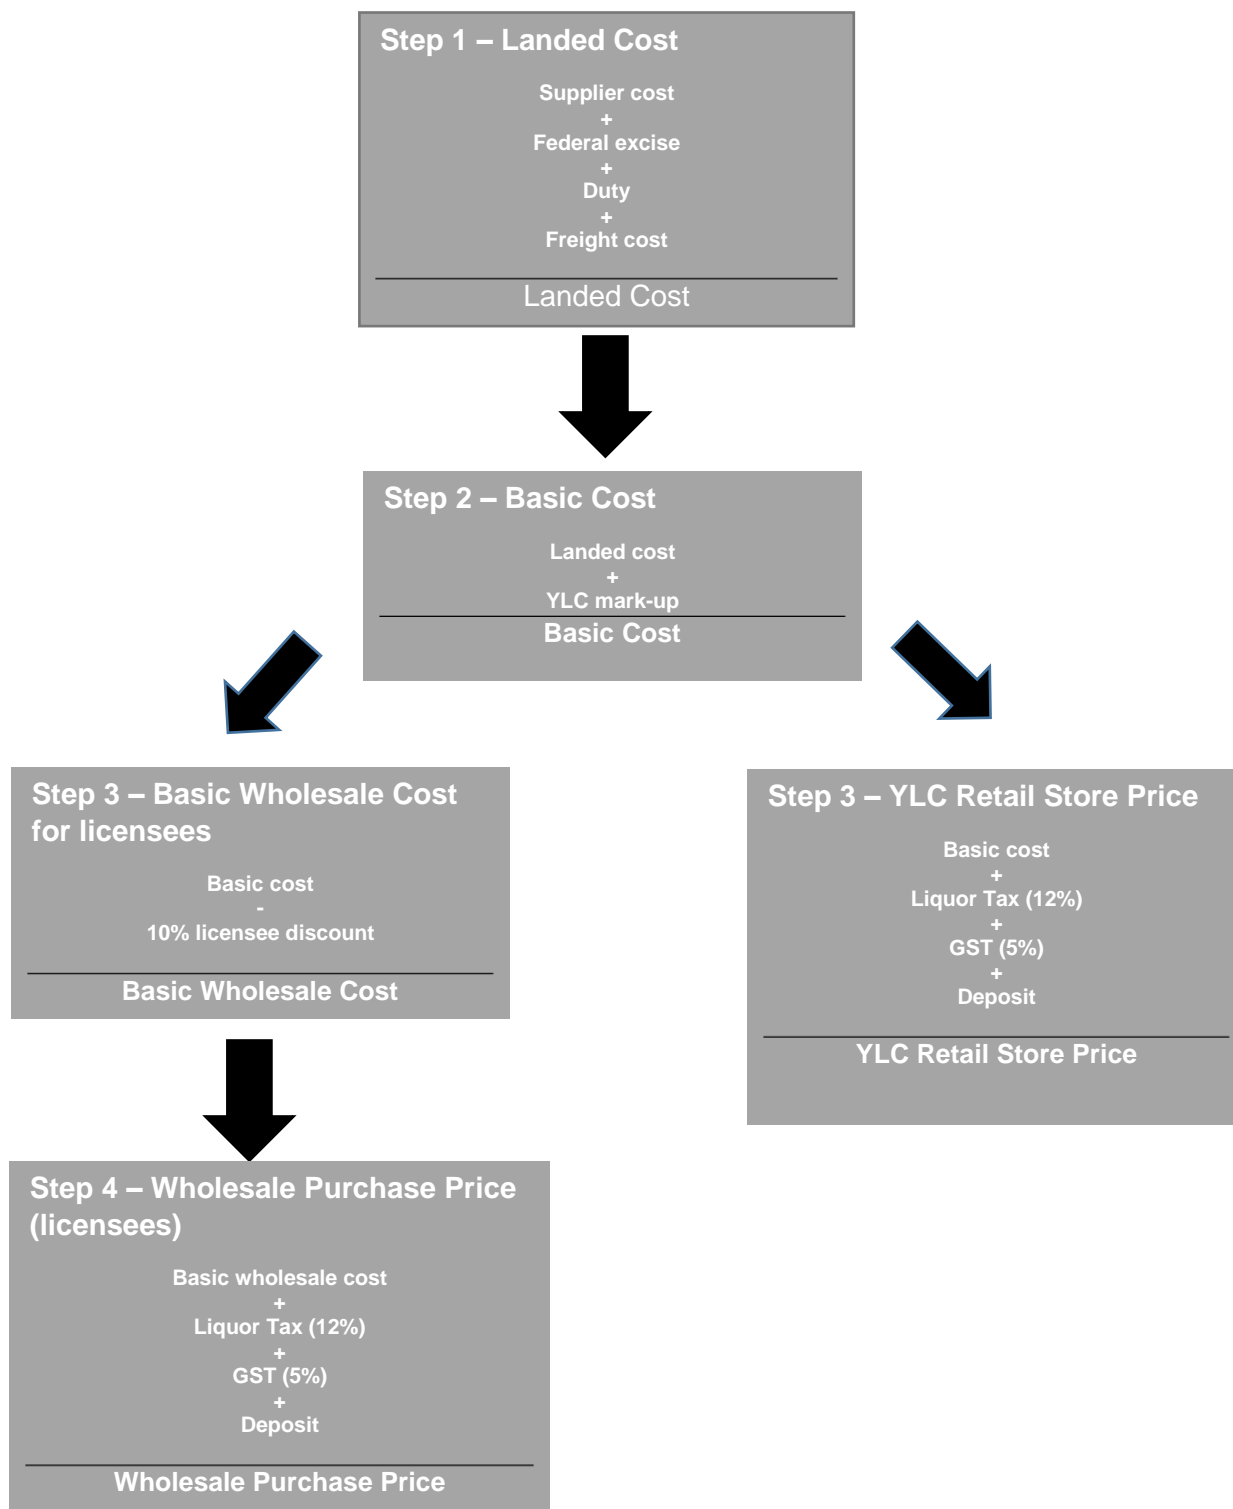 Step 1 – Landed Cost
Supplier cost
+
Federal excise
+
Duty
+
Freight cost
Landed Cost
Step 2 – Basic Cost
Landed cost
+
YLC mark-up
Basic Cost
Step 3 – Basic Wholesale Cost
for licensees
Basic cost
-
10% licensee discount
Basic Wholesale Cost
Step 3 – YLC Retail Store Price
Basic cost
+
Liquor Tax (12%)
+
GST (5%)
+
Deposit
YLC Retail Store Price
Step 4 – Wholesale Purchase Price
(licensees)
Basic wholesale cost
+
Liquor Tax (12%)
+
GST (5%)
+
Deposit
Wholesale Purchase Price